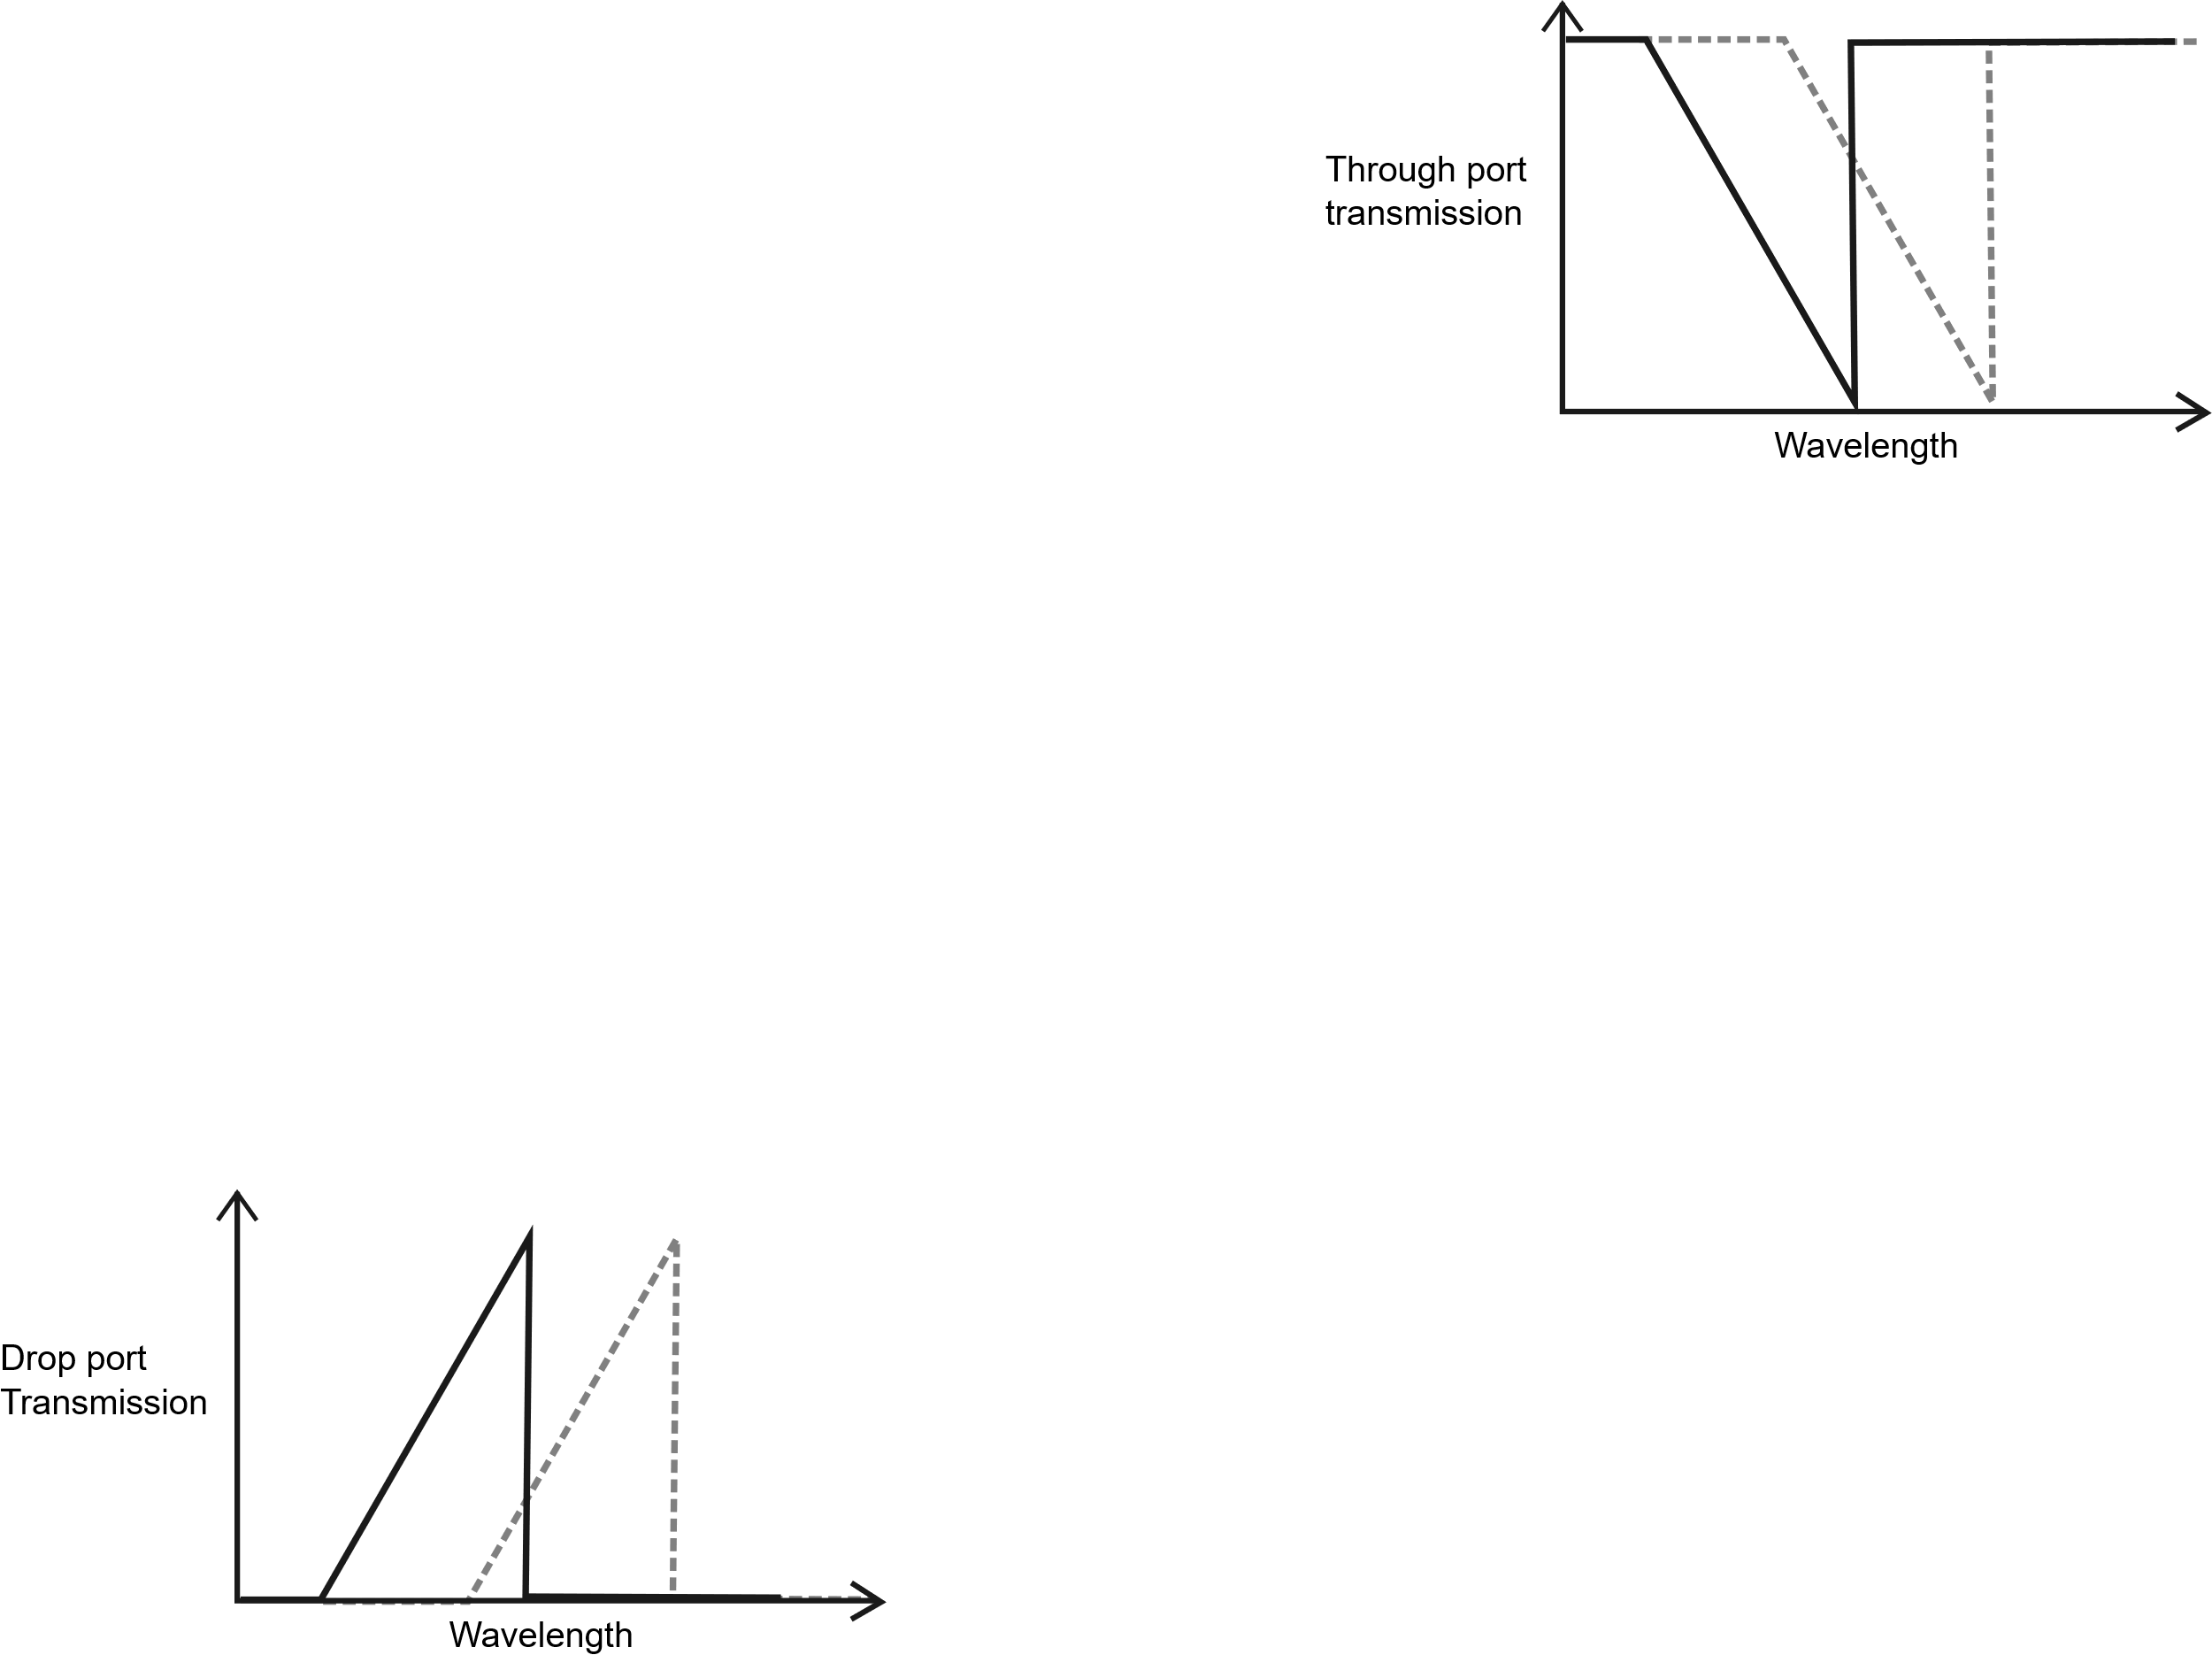 Through port
transmission
Wavelength
Drop port
Transmission
Wavelength